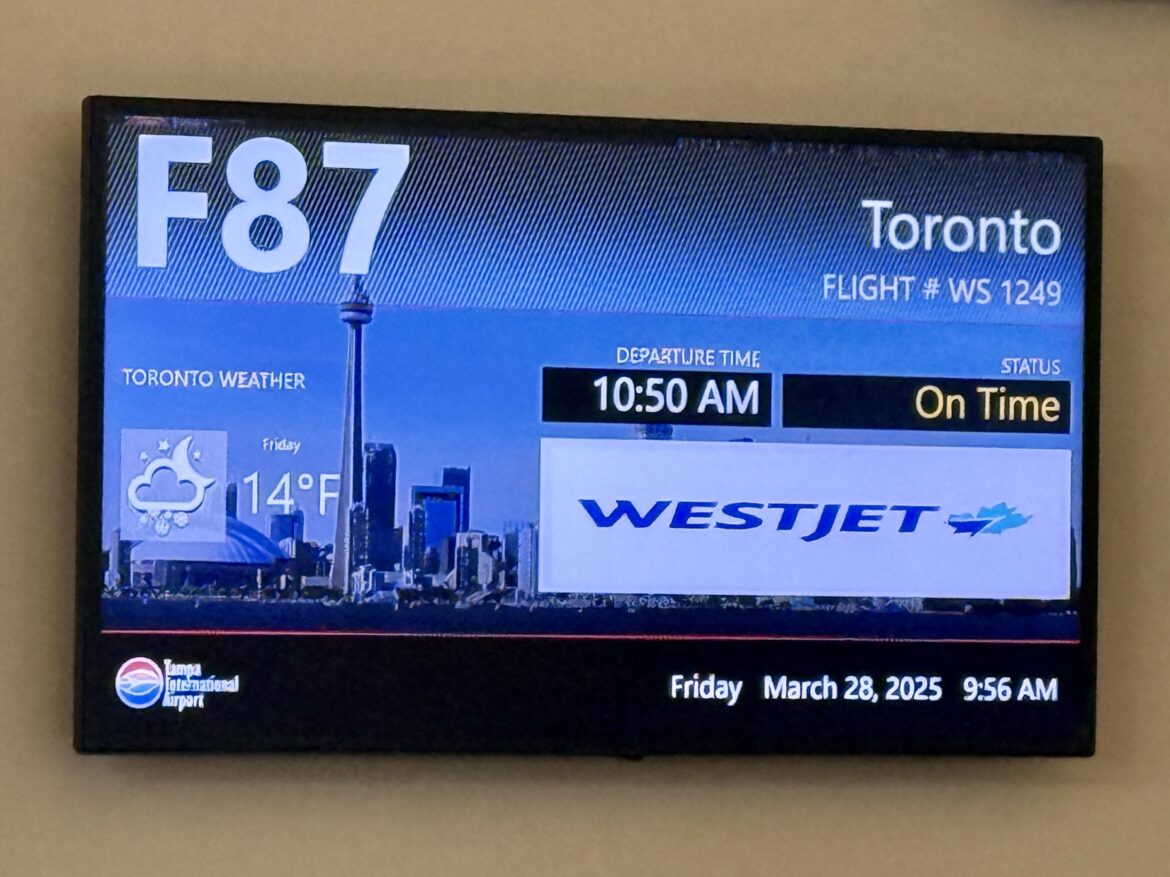 F87
Toronto
FLIGHT # WS 1249
DEPARTURE TIME
STATUS
10:50 AM
On Time
TORONTO WEATHER
Friday
14°F
WESTJET
Tampa
International
Airport
Friday March 28, 2025 9:56 AM